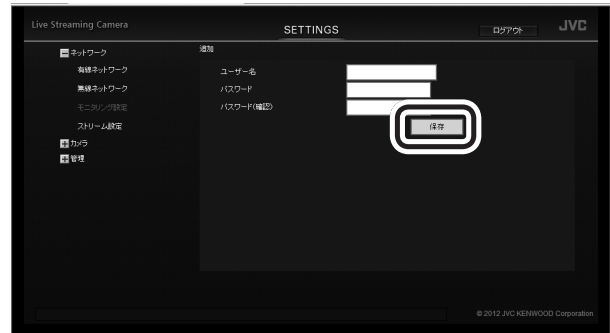 Live Streaming Camera
SETTINGS
ログアウト
JVC
ネットワーク
追加
有線ネットワーク
ユーザー名
無線ネットワーク
パスワード
モニタリング設定
パスワード(確認)
ストリーム設定
保存
カメラ
管理
© 2012 JVC KENWOOD Corporation